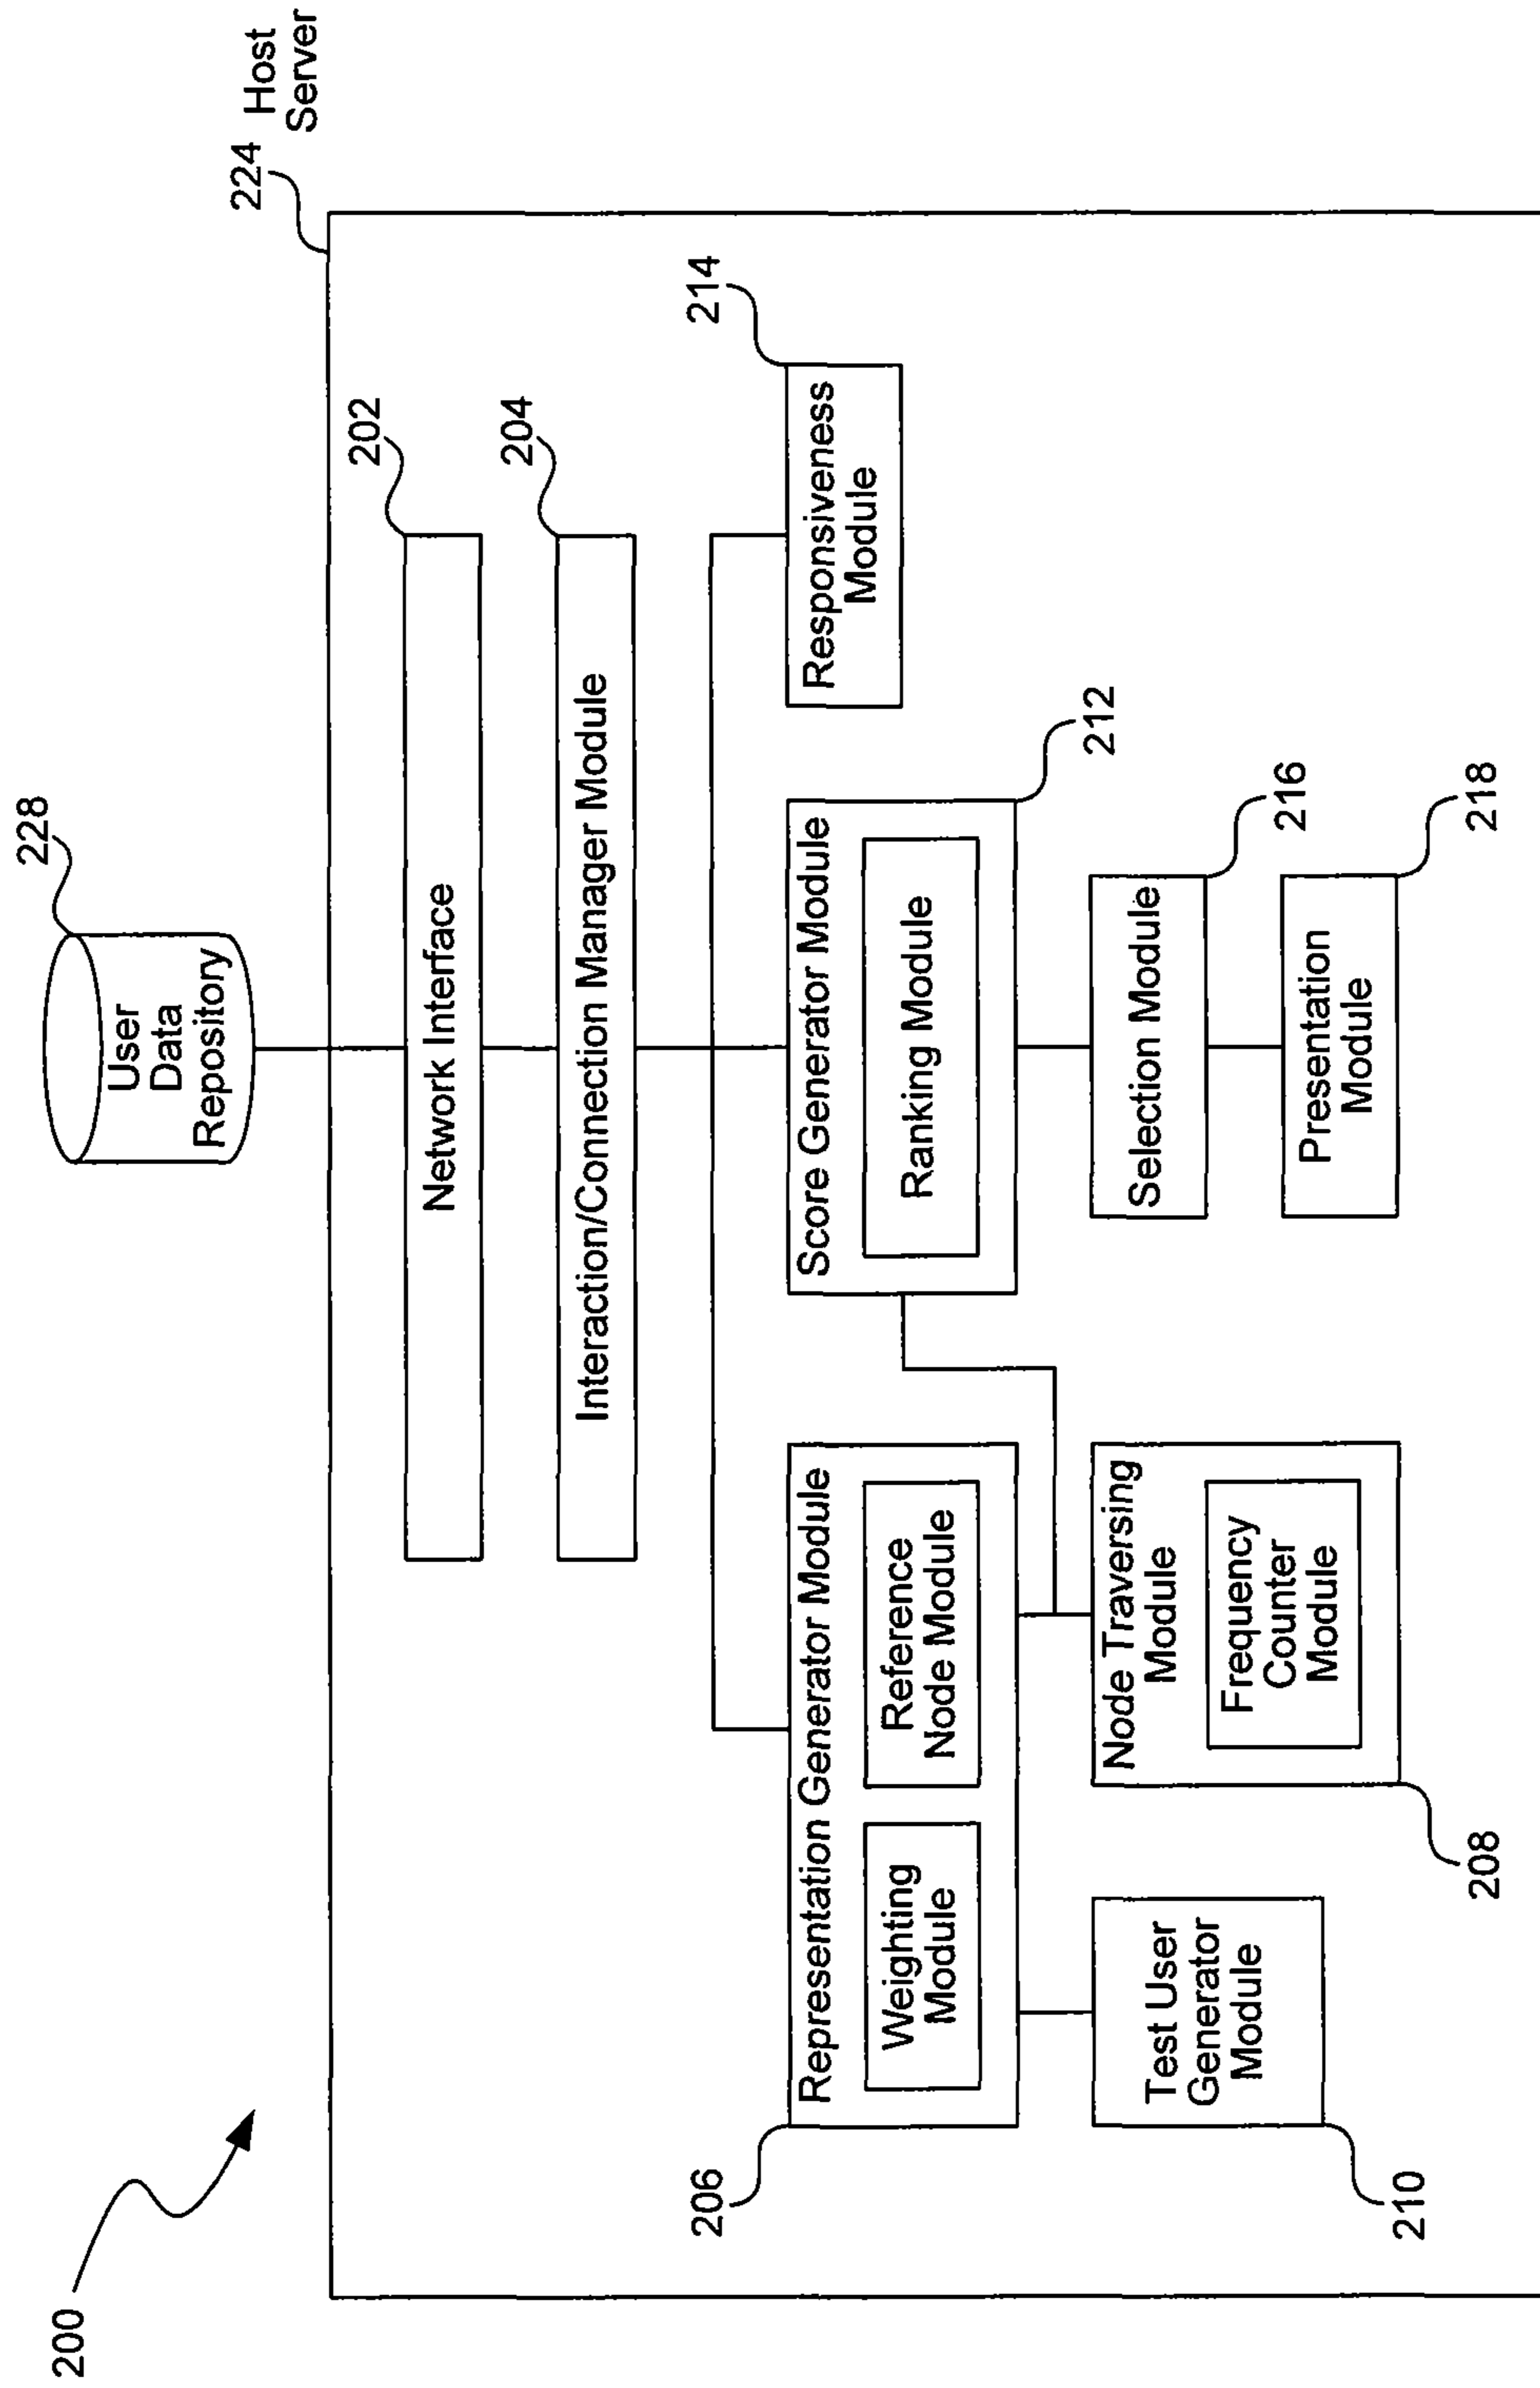 200
228
User
Data
Repository
224
Host
Server
Network Interface
202
Interaction/Connection Manager Module
204
206
Representation Generator Module
Weighting
Module
Reference
Node Module
Score Generator Module
Ranking Module
212
Responsiveness
Module
214
Test User
Generator
Module
210
Node Traversing
Module
Frequency
Counter
Module
208
Selection Module
216
Presentation
Module
218